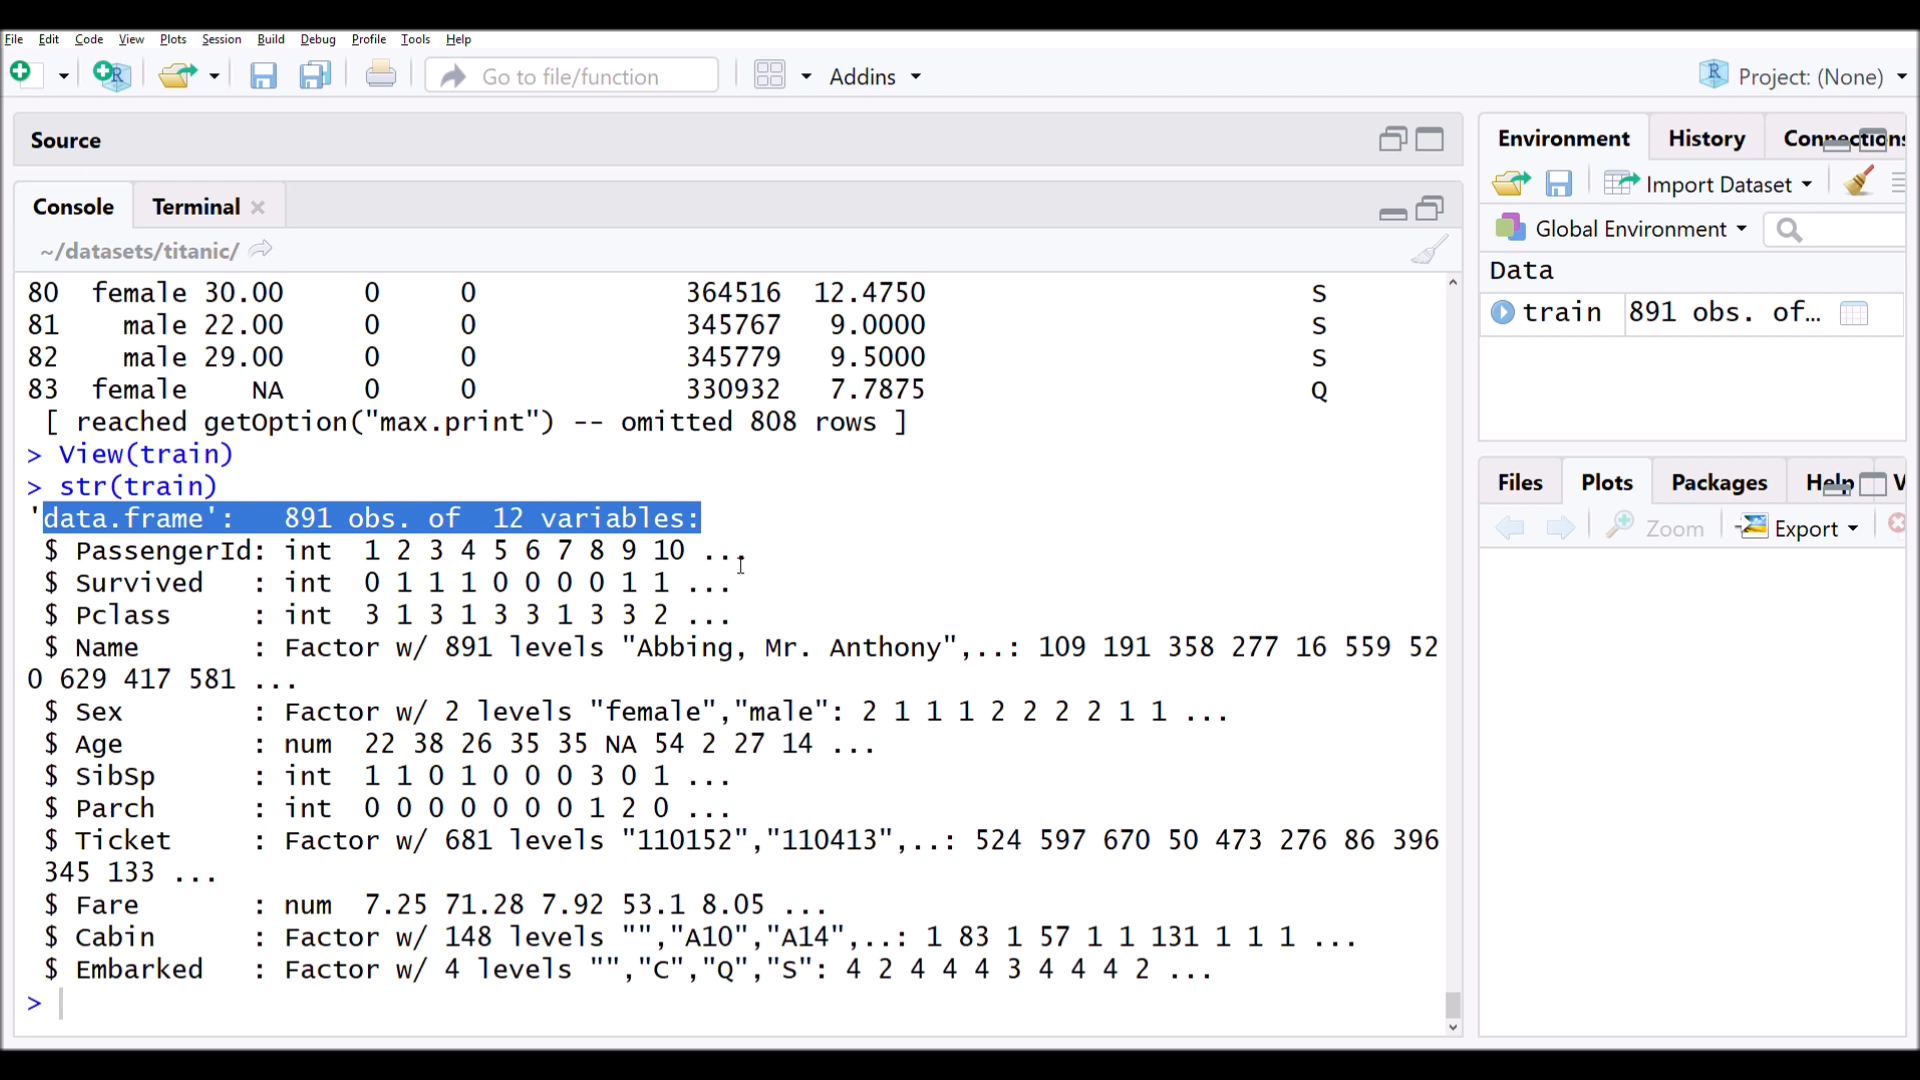 File Edit Code View Plots Session Build Debug Profile Tools Help
Go to file/function Addins Project: (None)
Source
Console Terminal
~/datasets/titanic/
80 female 30.00 0 0 364516 12.4750 S
81 male 22.00 0 0 345767 9.0000 S
82 male 29.00 0 0 345779 9.5000 S
83 female NA 0 0 330932 7.7875 Q
[ reached getOption("max.print") -- omitted 808 rows ]
> View(train)
> str(train)
'data.frame': 891 obs. of 12 variables:
$ PassengerId: int 1 2 3 4 5 6 7 8 9 10 ...
$ Survived : int 0 1 1 1 0 0 0 0 1 1 ...
$ Pclass : int 3 1 3 1 3 3 1 3 3 2 ...
$ Name : Factor w/ 891 levels "Abbing, Mr. Anthony",..: 109 191 358 277 16 559 52
0 629 417 581 ...
$ Sex : Factor w/ 2 levels "female","male": 2 1 1 1 2 2 2 2 1 1 ...
$ Age : num 22 38 26 35 35 NA 54 2 27 14 ...
$ SibSp : int 1 1 0 1 0 0 0 3 0 1 ...
$ Parch : int 0 0 0 0 0 0 0 1 2 0 ...
$ Ticket : Factor w/ 681 levels "110152","110413",..: 524 597 670 50 473 276 86 396
345 133 ...
$ Fare : num 7.25 71.28 7.92 53.1 8.05 ...
$ Cabin : Factor w/ 148 levels "","A10","A14",..: 1 83 1 57 1 1 131 1 1 1 ...
$ Embarked : Factor w/ 4 levels "","C","Q","S": 4 2 4 4 4 3 4 4 4 2 ...
>
Environment History Connections
Import Dataset
Global Environment
Data
train 891 obs. of…
Files Plots Packages Help V
Zoom Export